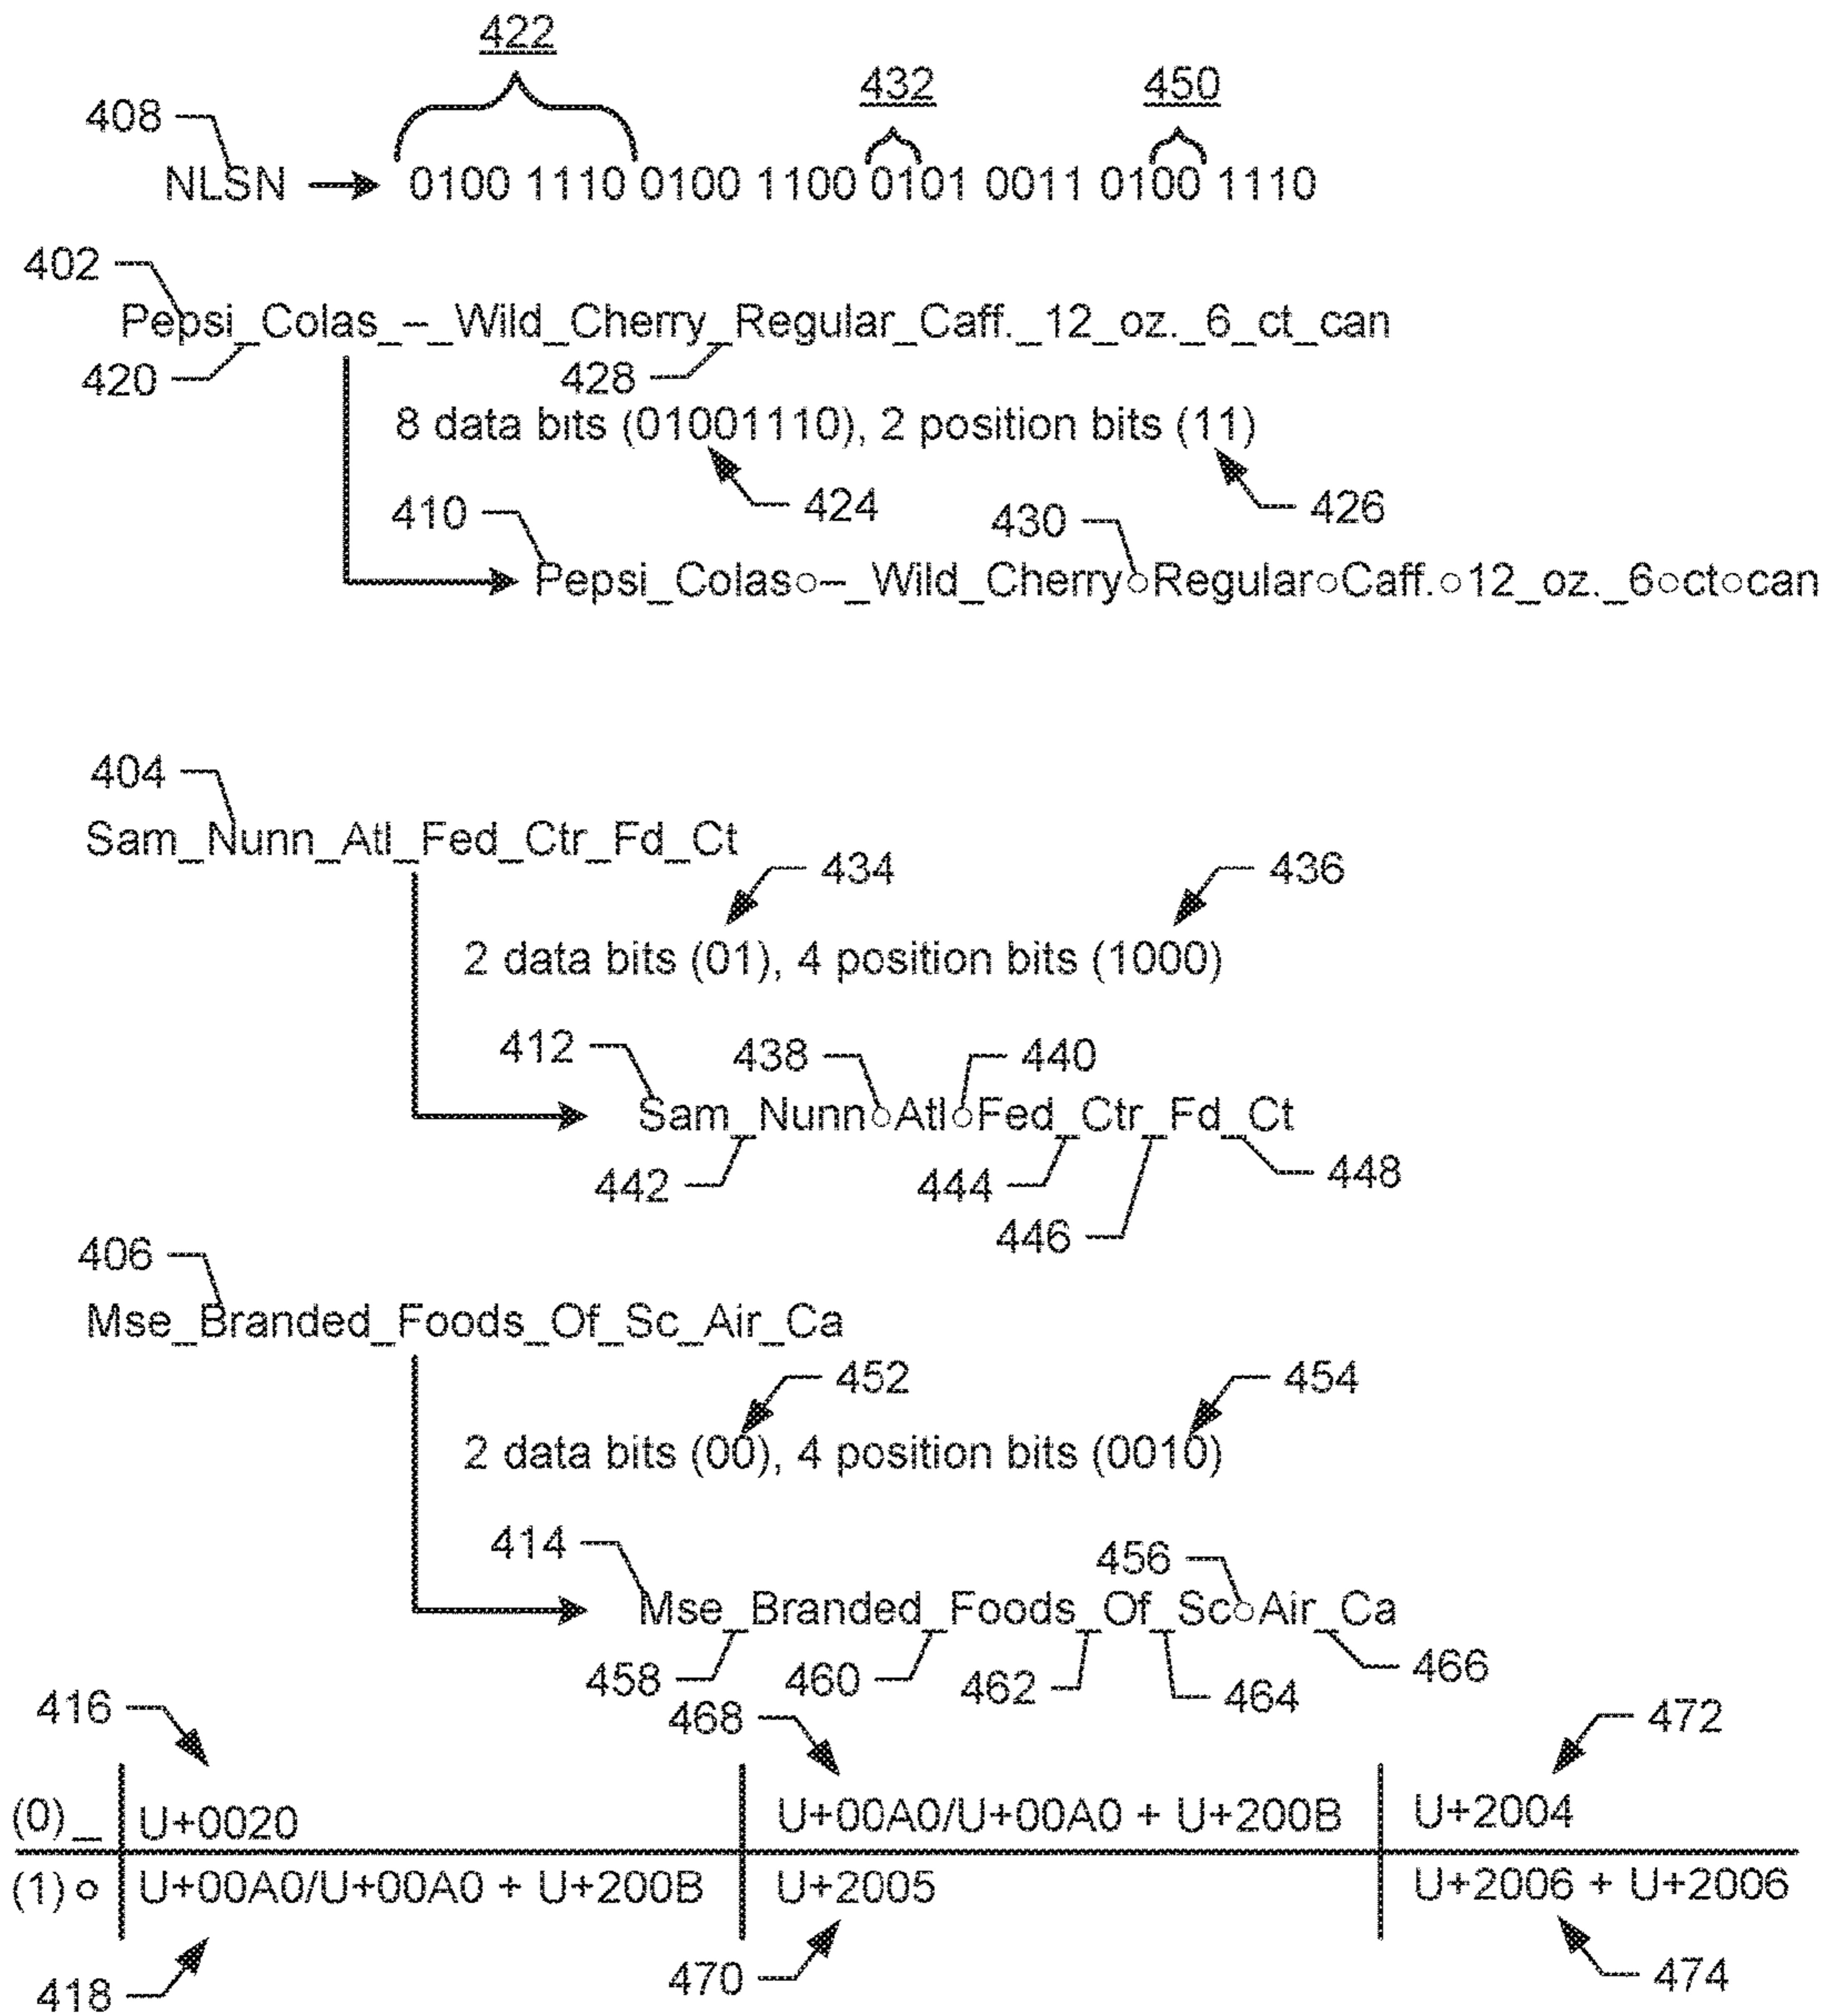 422
432 450
408
NLSN → 0100 1110 0100 1100 0101 0011 0100 1110
402
Pepsi_Colas_–_Wild_Cherry_Regular_Caff._12_oz._6_ct_can
420 428
8 data bits (01001110), 2 position bits (11)
424 426
410 430
Pepsi_Colas○–_Wild_Cherry○Regular○Caff.○12_oz._6○ct○can
404
Sam_Nunn_Atl_Fed_Ctr_Fd_Ct
434 436
2 data bits (01), 4 position bits (1000)
412 438 440
Sam_Nunn○Atl○Fed_Ctr_Fd_Ct
442 444 448
446
406
Mse_Branded_Foods_Of_Sc_Air_Ca
452 454
2 data bits (00), 4 position bits (0010)
414 456
Mse_Branded_Foods_Of_Sc○Air_Ca
458 460 462 464 466
416 468 472
(0) _ U+0020 U+00A0/U+00A0 + U+200B U+2004
(1) ○ U+00A0/U+00A0 + U+200B U+2005 U+2006 + U+2006
418 470 474